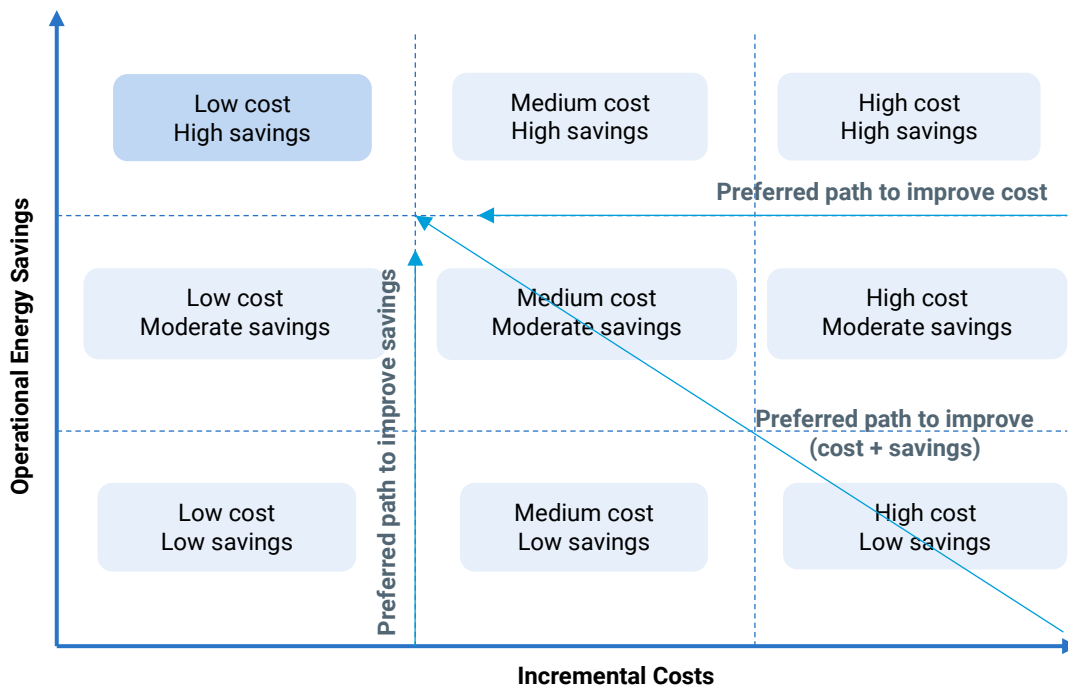 Low cost
High savings
Medium cost
High savings
High cost
High savings
Preferred path to improve cost
Operational Energy Savings
Low cost
Moderate savings
Preferred path to improve savings
Medium cost
Moderate savings
High cost
Moderate savings
Preferred path to improve
(cost + savings)
Low cost
Low savings
Medium cost
Low savings
High cost
Low savings
Incremental Costs